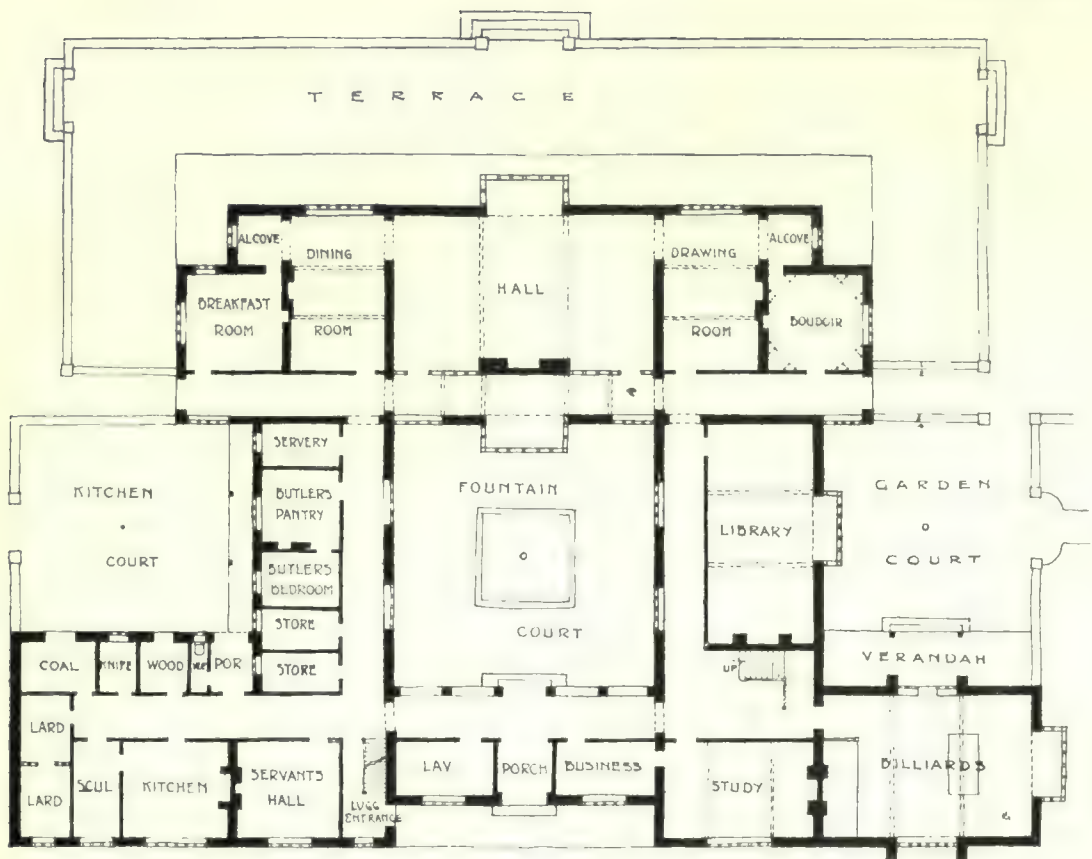 TERRACE
ALCOVE
DINING
ROOM
BREAKFAST
ROOM
HALL
DRAWING
ROOM
ALCOVE
BOUDOIR
KITCHEN
COURT
SERVERY
BUTLERS
PANTRY
BUTLERS
BEDROOM
STORE
STORE
FOUNTAIN
COURT
LIBRARY
GARDEN
COURT
VERANDAH
UP
COAL
KNIFE
WOOD
POR
LARD
LARD
SCUL
KITCHEN
SERVANTS
HALL
LUGG
ENTRANCE
LAV
PORCH
BUSINESS
STUDY
BILLIARDS